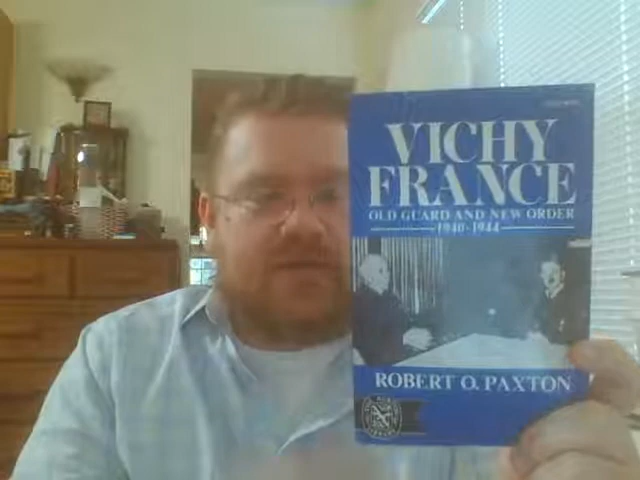 VICHY
FRANCE
OLD GUARD AND NEW ORDER
1940-1944
ROBERT O. PAXTON